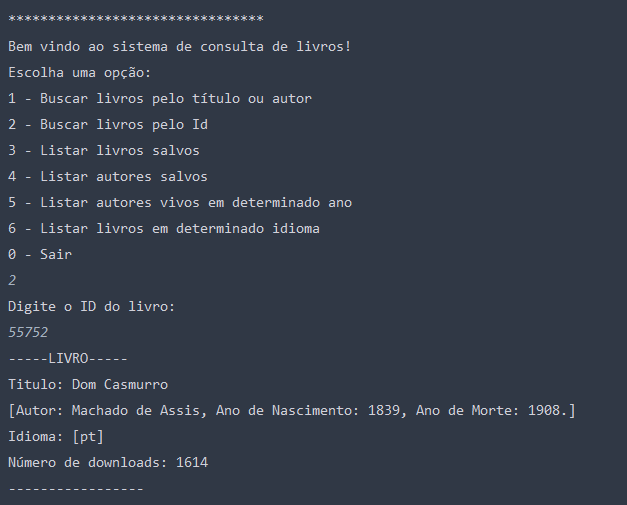 ********************************
Bem vindo ao sistema de consulta de livros!
Escolha uma opção:
1 - Buscar livros pelo título ou autor
2 - Buscar livros pelo Id
3 - Listar livros salvos
4 - Listar autores salvos
5 - Listar autores vivos em determinado ano
6 - Listar livros em determinado idioma
0 - Sair
2
Digite o ID do livro:
55752
-----LIVRO-----
Titulo: Dom Casmurro
[Autor: Machado de Assis, Ano de Nascimento: 1839, Ano de Morte: 1908.]
Idioma: [pt]
Número de downloads: 1614
-----------------